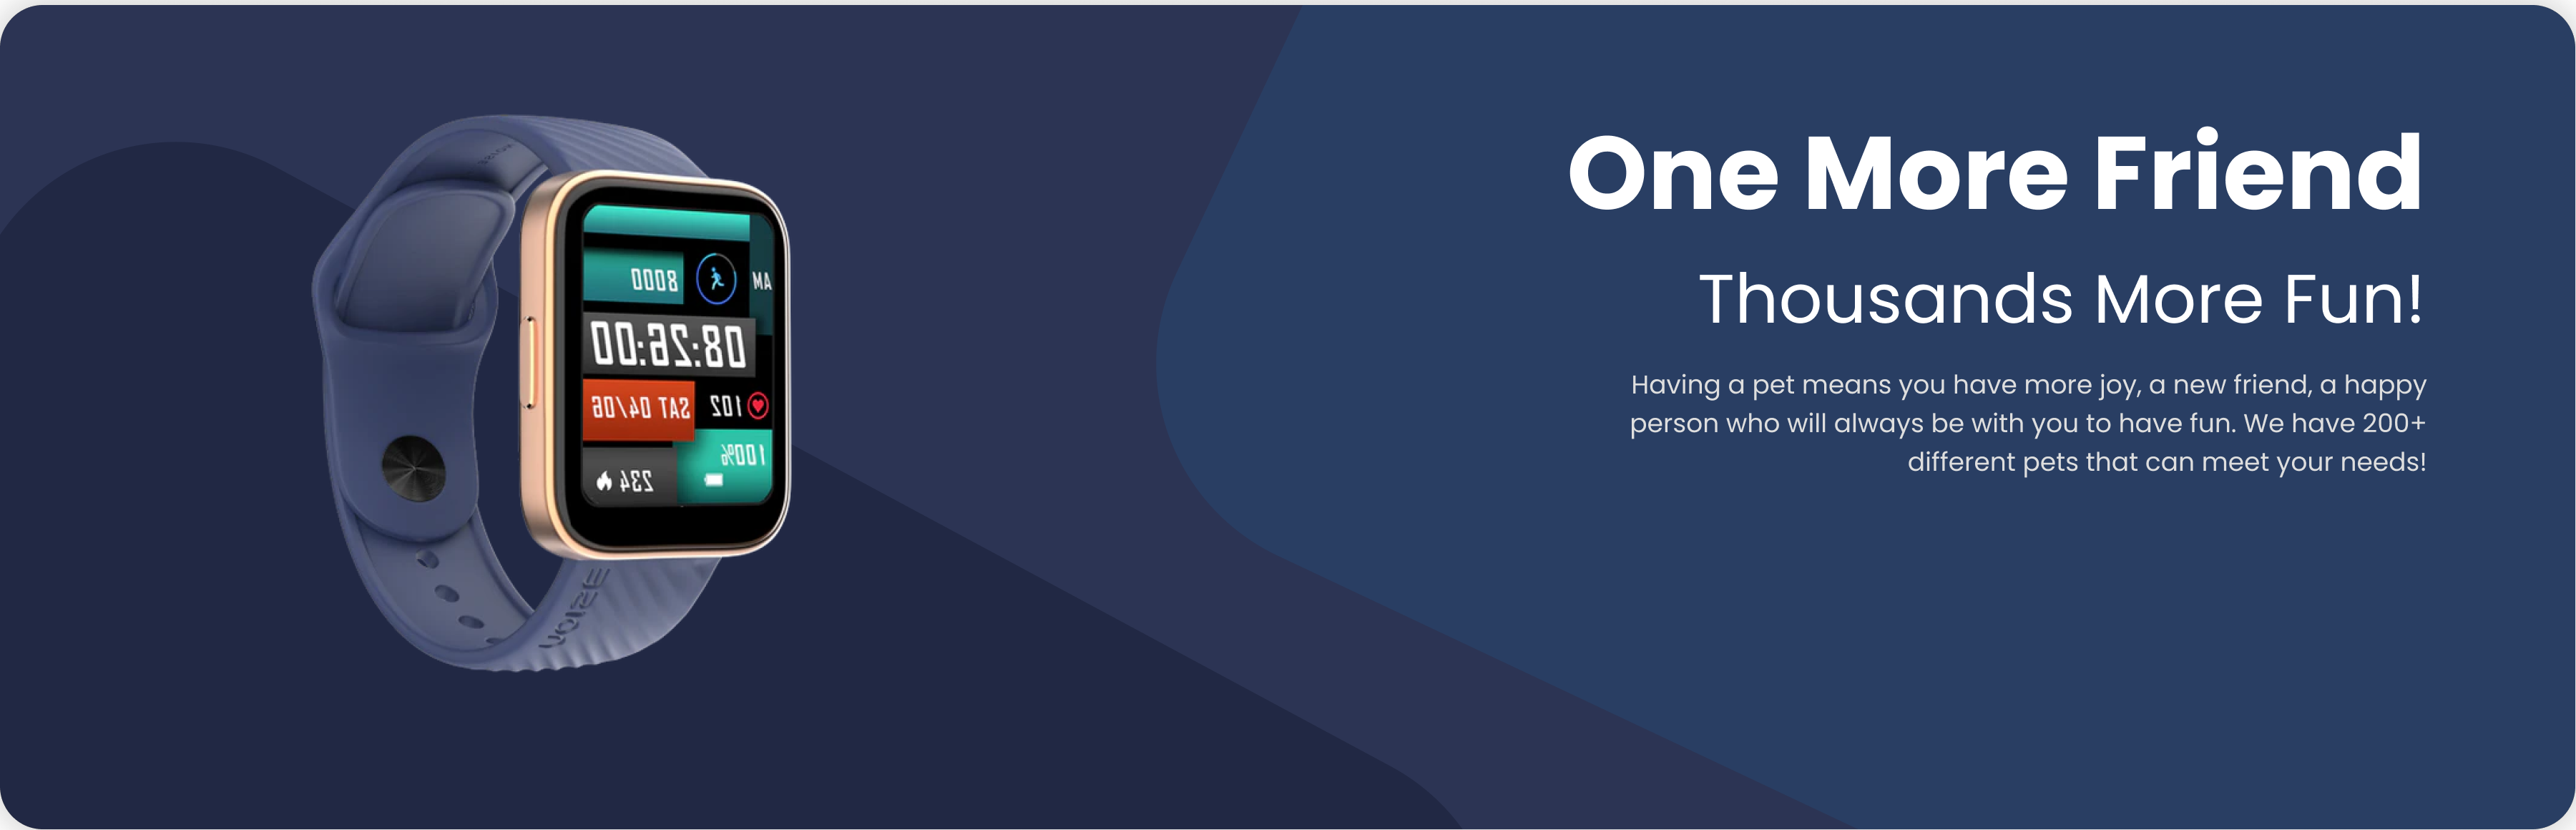 One More Friend
Thousands More Fun!
Having a pet means you have more joy, a new friend, a happy
person who will always be with you to have fun. We have 200+
different pets that can meet your needs!
AM
8000
08:26:00
SAT 04/06
102
100%
234
NOISE